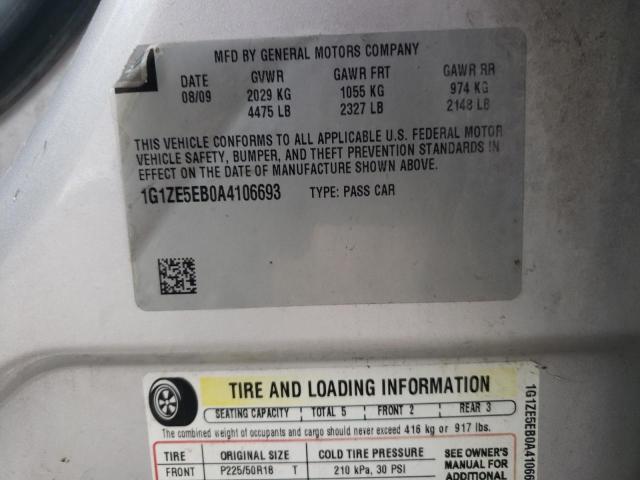 MFD BY GENERAL MOTORS COMPANY
DATE GVWR GAWR FRT GAWR RR
08/09 2029 KG 1055 KG 974 KG
4475 LB 2327 LB 2148 LB
THIS VEHICLE CONFORMS TO ALL APPLICABLE U.S. FEDERAL MOTOR
VEHICLE SAFETY, BUMPER, AND THEFT PREVENTION STANDARDS IN
EFFECT ON THE DATE OF MANUFACTURE SHOWN ABOVE.
1G1ZE5EB0A4106693 TYPE: PASS CAR
TIRE AND LOADING INFORMATION
SEATING CAPACITY TOTAL 5 FRONT 2 REAR 3
The combined weight of occupants and cargo should never exceed 416 kg or 917 lbs.
TIRE ORIGINAL SIZE COLD TIRE PRESSURE
FRONT P225/50R18 T 210 kPa, 30 PSI
SEE OWNER'S
MANUAL FOR
ADDITIONAL
1G1ZE5EB0A41066